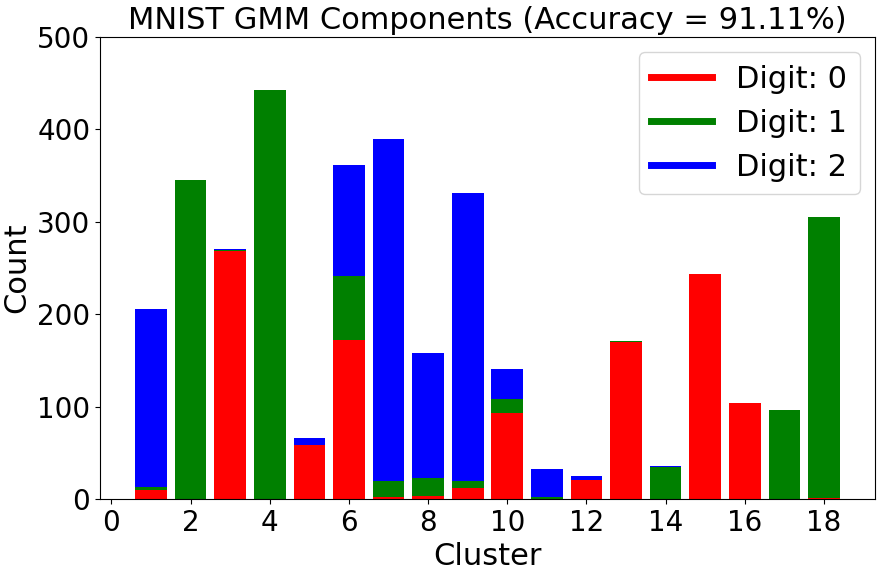 MNIST GMM Components (Accuracy = 91.11%)
500
400
300
200
100
0
Count
Digit: 0
Digit: 1
Digit: 2
0 2 4 6 8 10 12 14 16 18
Cluster